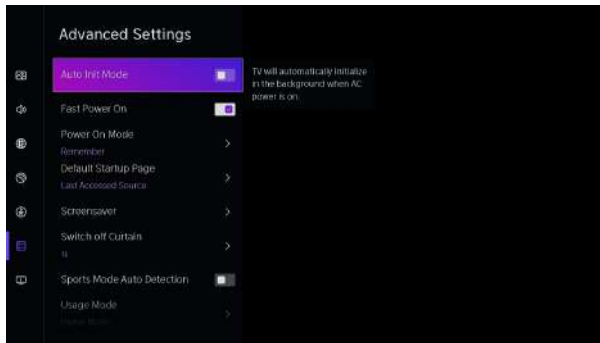 Advanced Settings
Auto Init Mode
TV will automatically initialize
in the background when AC
power is on.
Fast Power On
Power On Mode
Remember
Default Startup Page
Last Accessed Source
Screensaver
Switch off Curtain
Sports Mode Auto Detection
Usage Mode
Home Mode